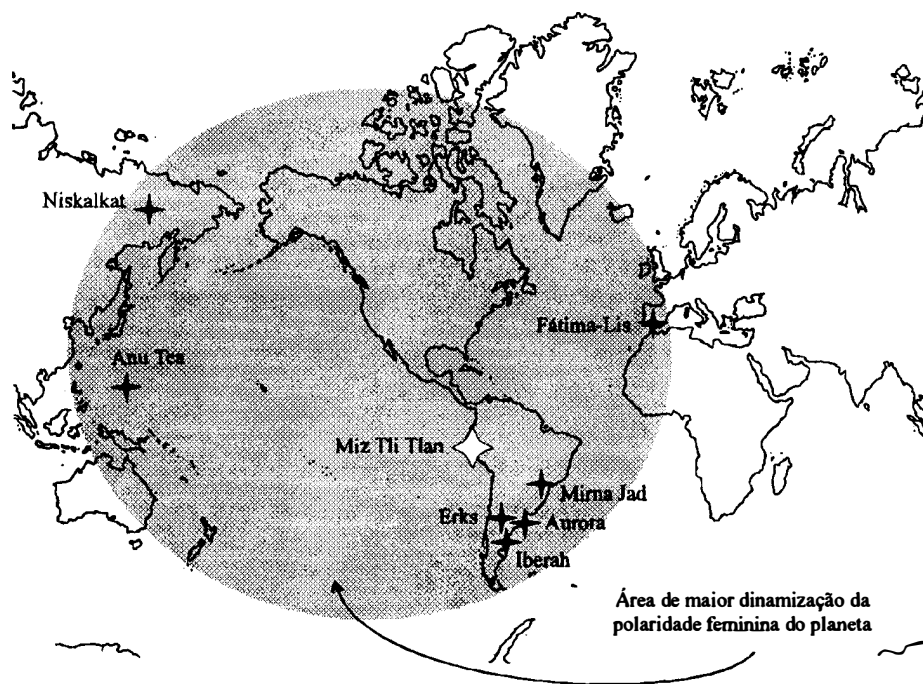 Niskalkat
Fátima-Lis
Anu Tea
Miz Tli Tlan
Mirna Jad
Erks
Aurora
Iberah
Área de maior dinamização da
polaridade feminina do planeta